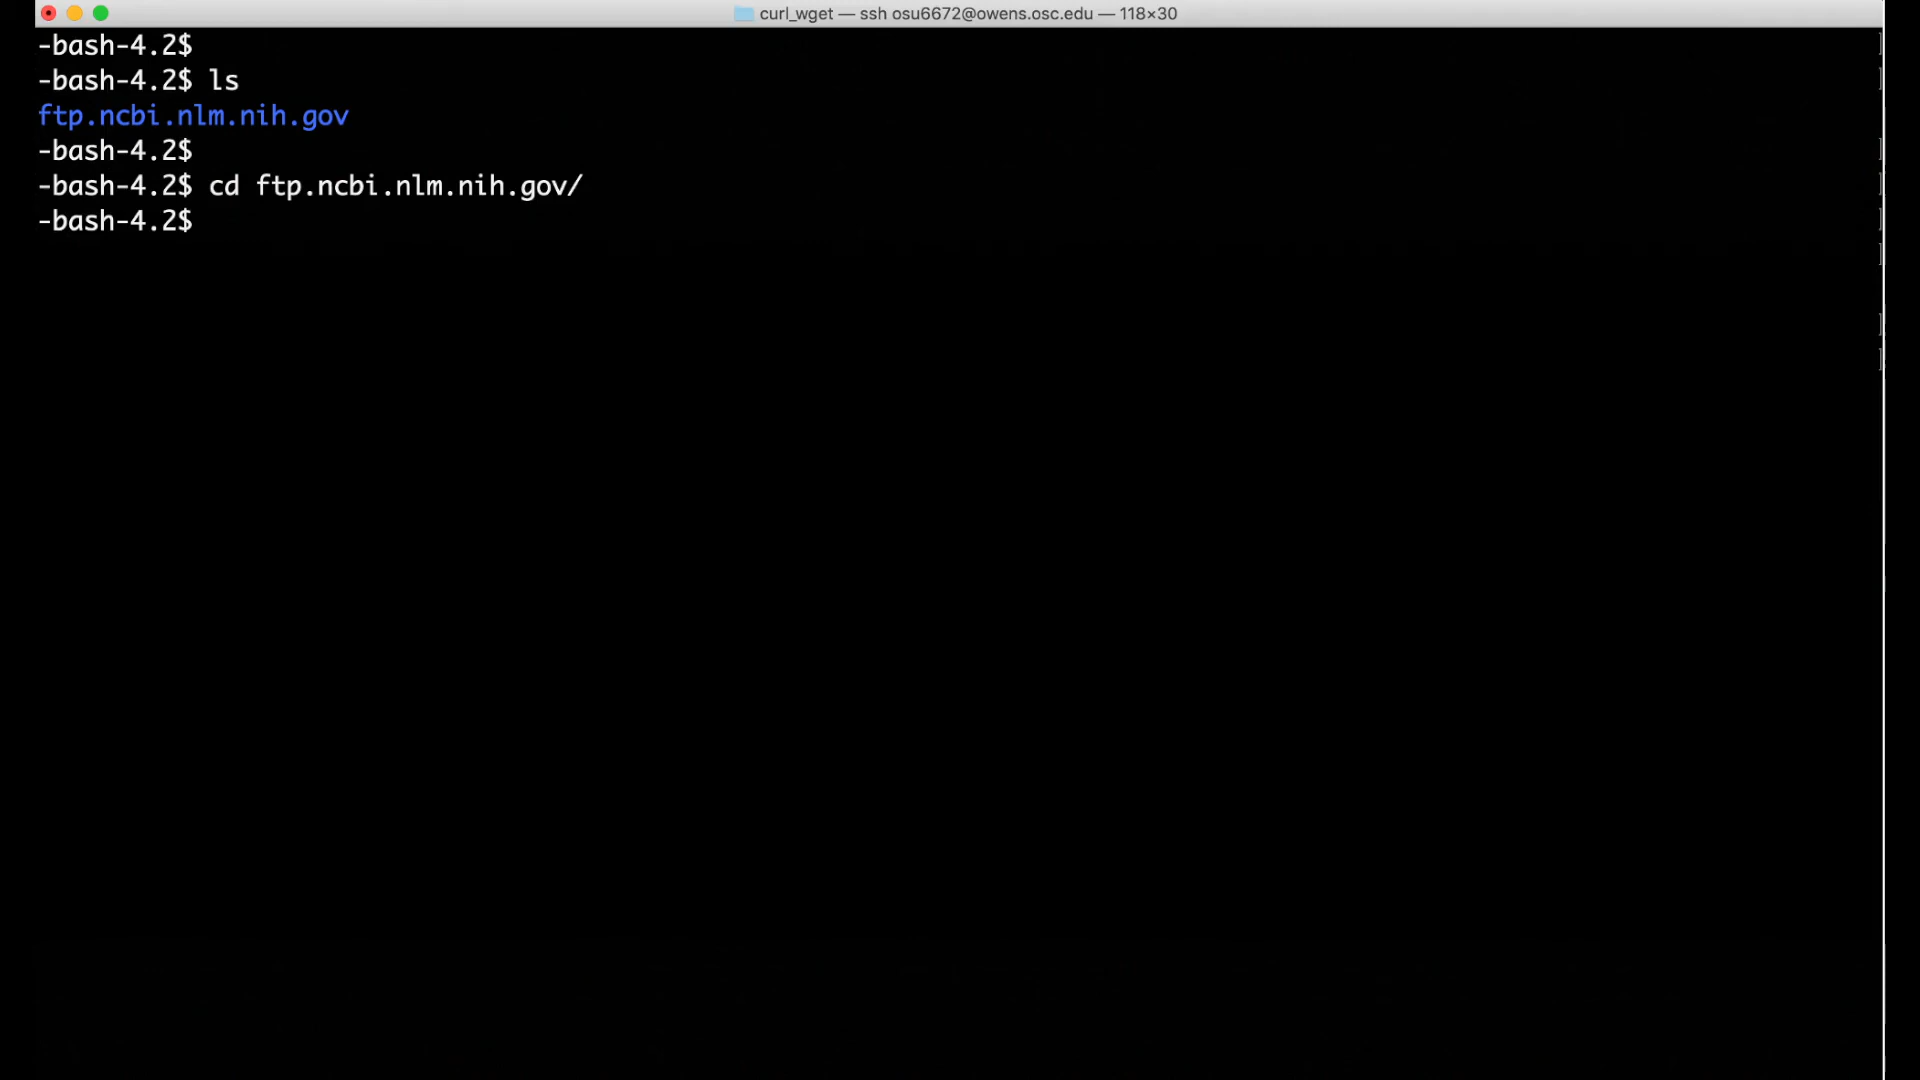 curl_wget — ssh osu6672@owens.osc.edu — 118×30
-bash-4.2$
-bash-4.2$ ls
ftp.ncbi.nlm.nih.gov
-bash-4.2$
-bash-4.2$ cd ftp.ncbi.nlm.nih.gov/
-bash-4.2$